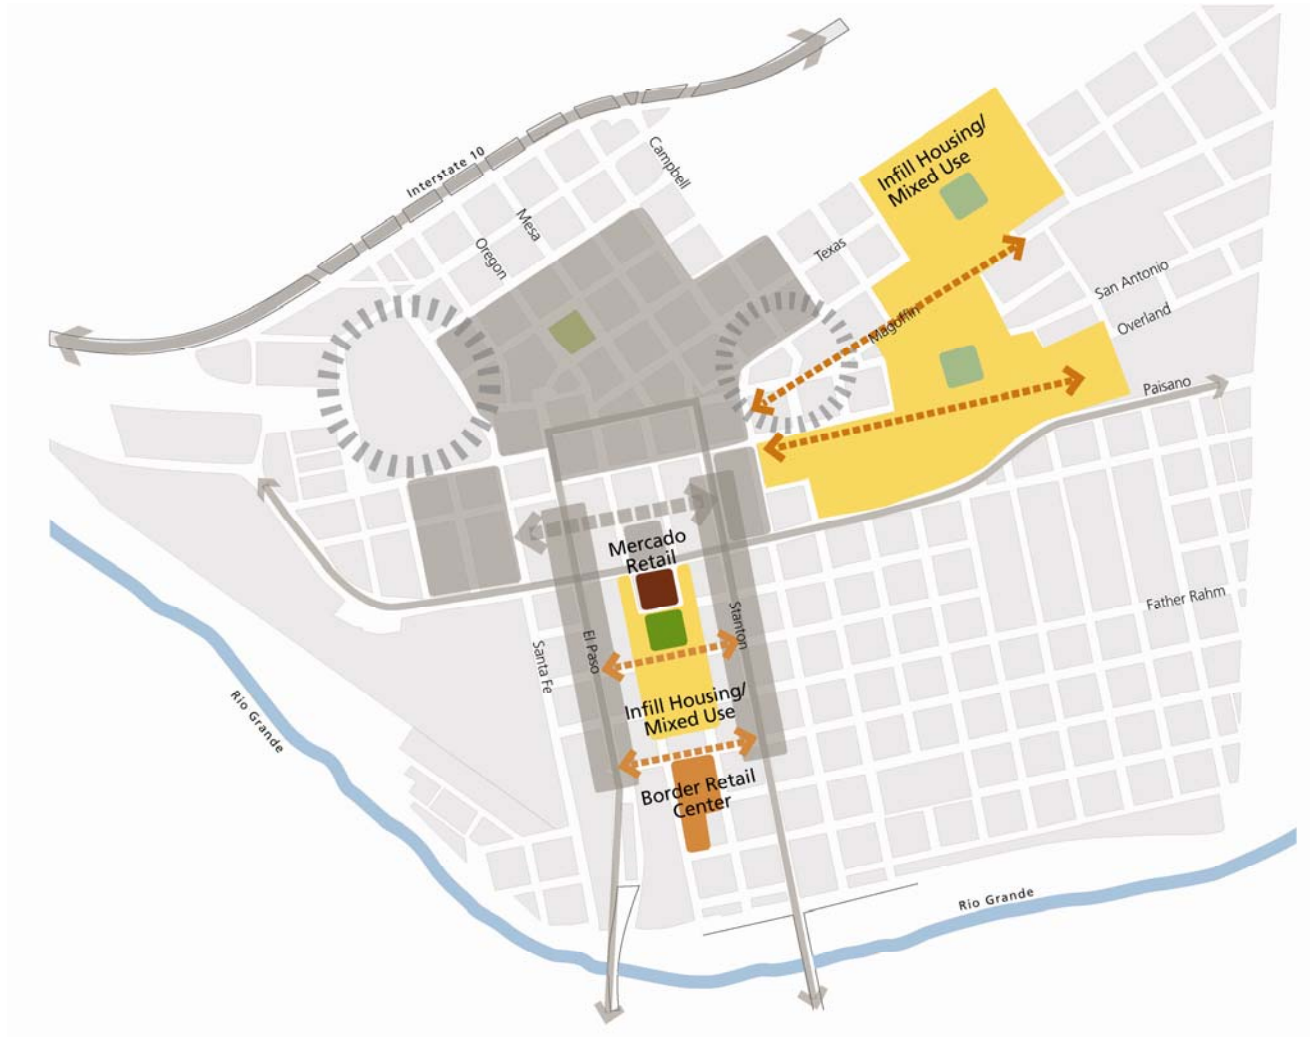 Campbell
Interstate 10
Infill Housing/
Mixed Use
Mesa
Oregon
Texas
San Antonio
Magoffin
Overland
Paisano
Mercado
Retail
Father Rahm
Stanton
El Paso
Santa Fe
Infill Housing/
Mixed Use
Rio Grande
Border Retail
Center
Rio Grande